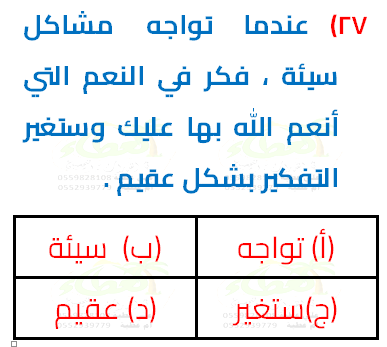 ٢٧) عندما تواجه مشاكل
سيئة ، فكر في النعم التي
أنعم الله بها عليك وستغير
التفكير بشكل عقيم .
(أ) تواجه (ب) سيئة
(ج)ستغير (د) عقيم